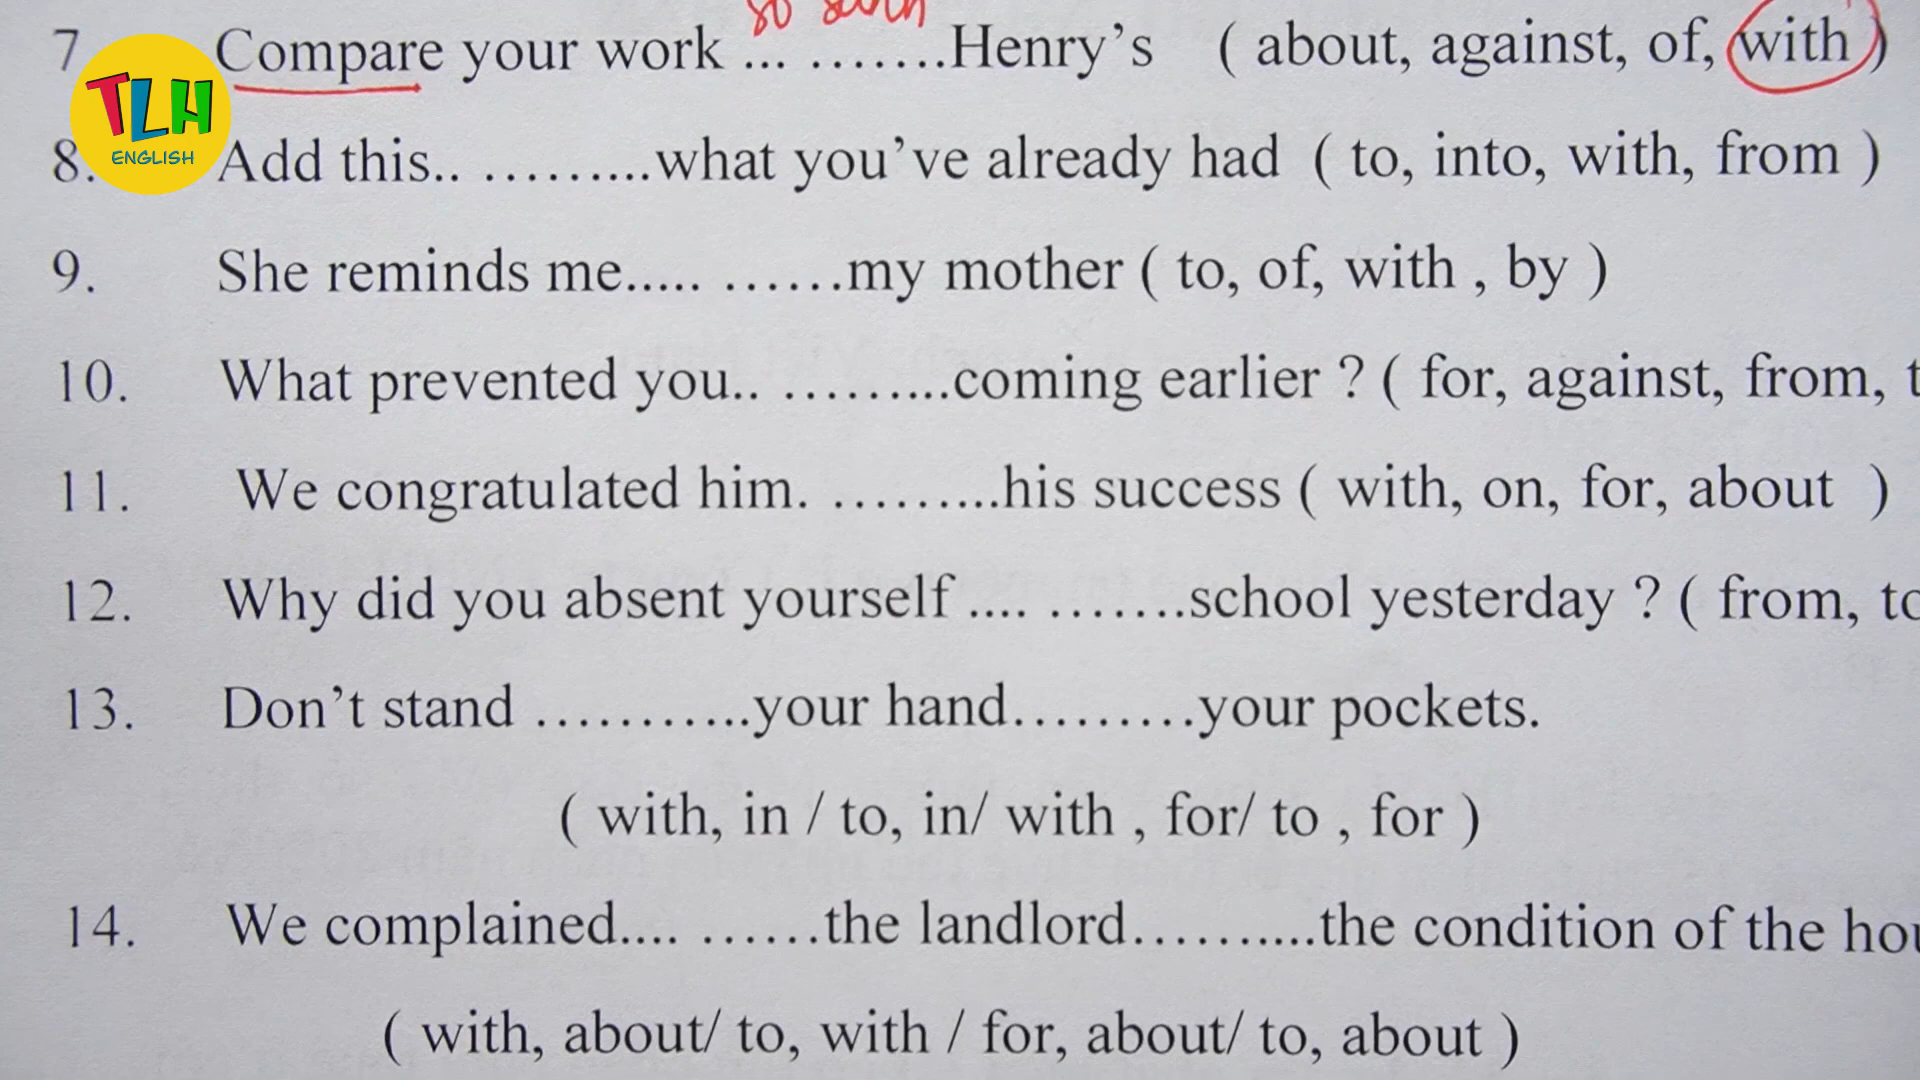 so sánh
7 Compare your work ... .......Henry's ( about, against, of, with )
TLH
ENGLISH
8. Add this.. .........what you've already had ( to, into, with, from )
9. She reminds me..... ......my mother ( to, of, with , by )
10. What prevented you.. .........coming earlier ? ( for, against, from, t
11. We congratulated him. .........his success ( with, on, for, about )
12. Why did you absent yourself .... .......school yesterday ? ( from, to
13. Don't stand ...........your hand.........your pockets.
( with, in / to, in/ with , for/ to , for )
14. We complained.... ......the landlord..........the condition of the hou
( with, about/ to, with / for, about/ to, about )